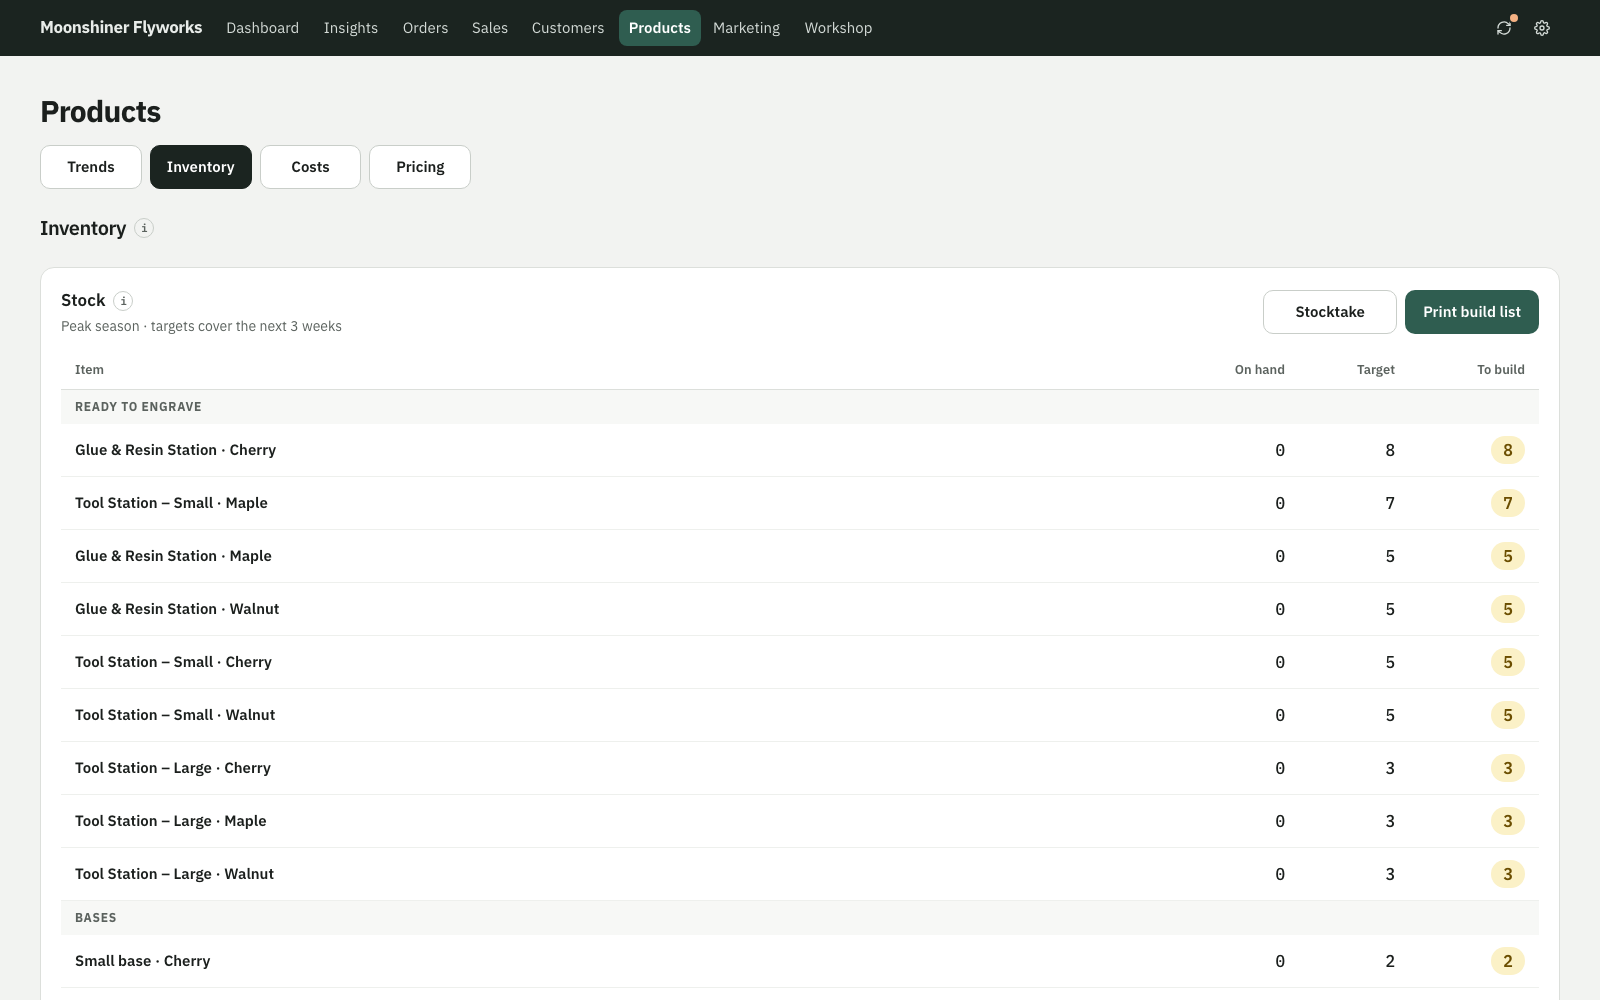 Moonshiner Flyworks Dashboard Insights Orders Sales Customers Products Marketing Workshop
Products
Trends Inventory Costs Pricing
Inventory i
Stock i
Peak season · targets cover the next 3 weeks
Stocktake Print build list
Item On hand Target To build
READY TO ENGRAVE
Glue & Resin Station · Cherry 0 8 8
Tool Station – Small · Maple 0 7 7
Glue & Resin Station · Maple 0 5 5
Glue & Resin Station · Walnut 0 5 5
Tool Station – Small · Cherry 0 5 5
Tool Station – Small · Walnut 0 5 5
Tool Station – Large · Cherry 0 3 3
Tool Station – Large · Maple 0 3 3
Tool Station – Large · Walnut 0 3 3
BASES
Small base · Cherry 0 2 2